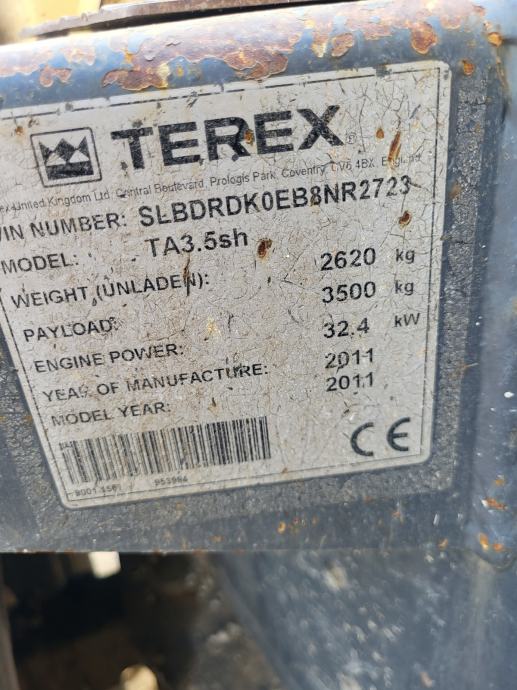 TEREX
ex United Kingdom Ltd. Central Boulevard, Prologis Park, Coventry, CV6 4BX, England
VIN NUMBER: SLBDRDK0EB8NR2723
MODEL: TA3.5sh
WEIGHT (UNLADEN): 2620 kg
PAYLOAD: 3500 kg
ENGINE POWER: 32.4 kW
YEAR OF MANUFACTURE: 2011
MODEL YEAR: 2011
CE
953984